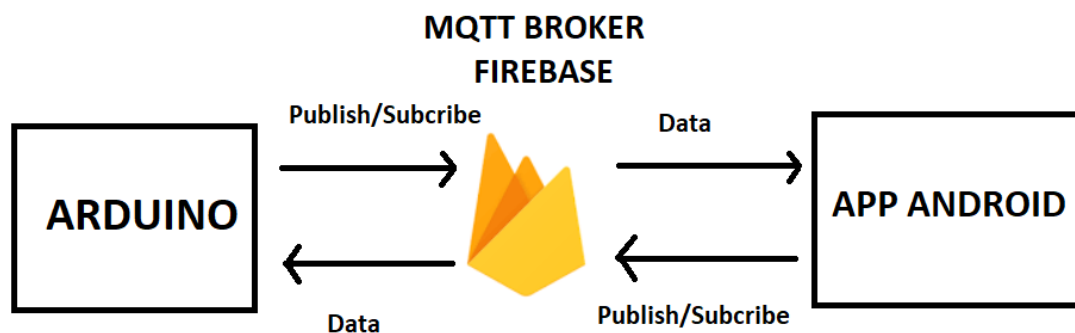 MQTT BROKER
FIREBASE
Publish/Subcribe
Data
ARDUINO
APP ANDROID
Data
Publish/Subcribe